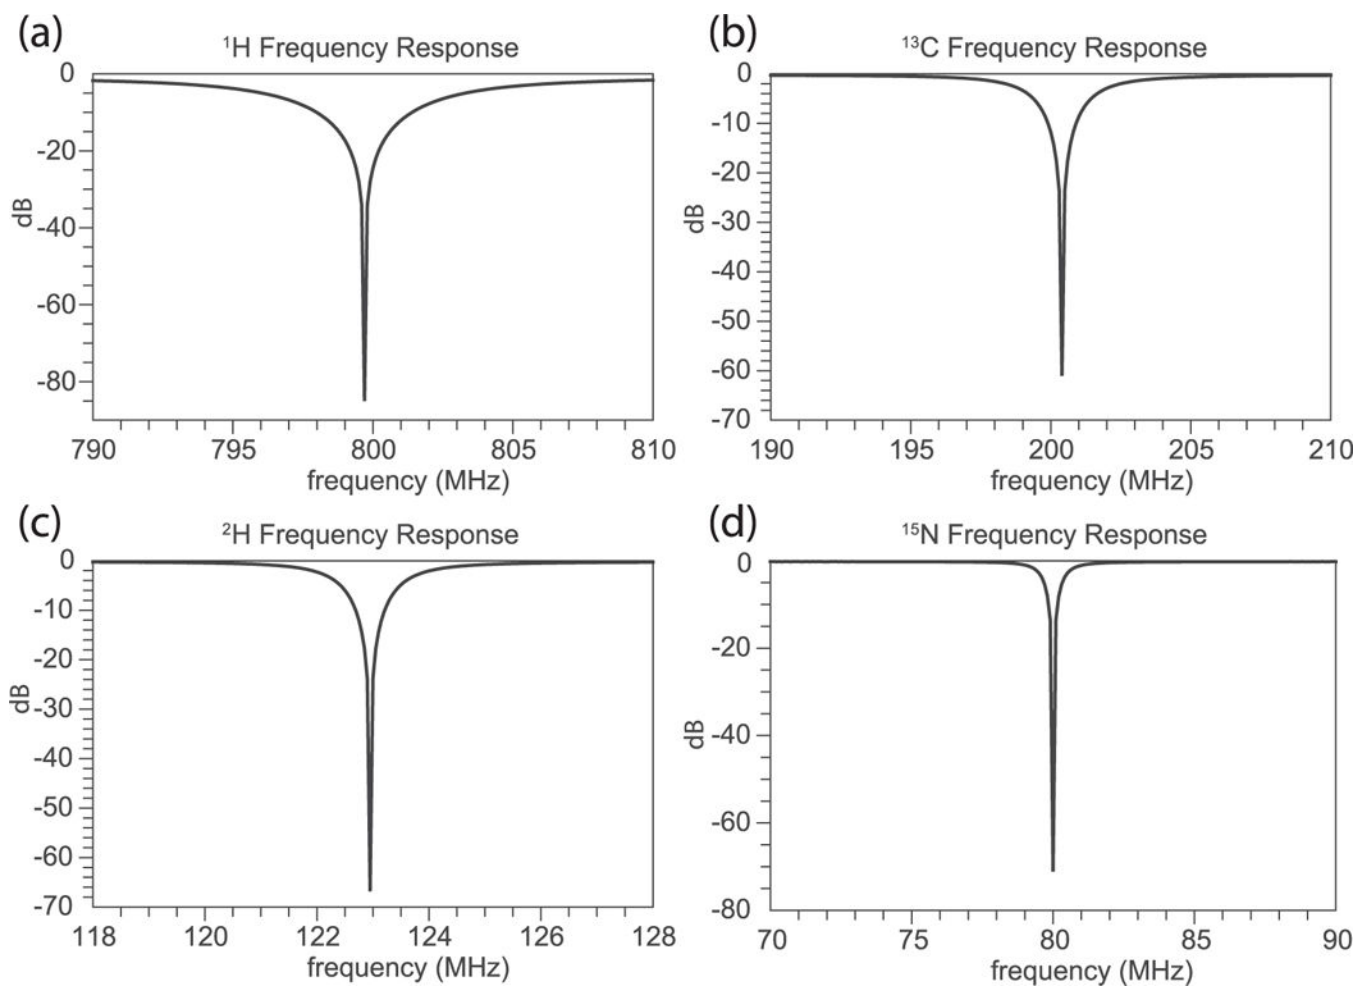 (a)
¹H Frequency Response
0
-20
-40
-60
-80
dB
790 795 800 805 810
frequency (MHz)
(b)
¹³C Frequency Response
0
-10
-20
-30
-40
-50
-60
-70
dB
190 195 200 205 210
frequency (MHz)
(c)
²H Frequency Response
0
-10
-20
-30
-40
-50
-60
-70
dB
118 120 122 124 126 128
frequency (MHz)
(d)
¹⁵N Frequency Response
0
-20
-40
-60
-80
dB
70 75 80 85 90
frequency (MHz)